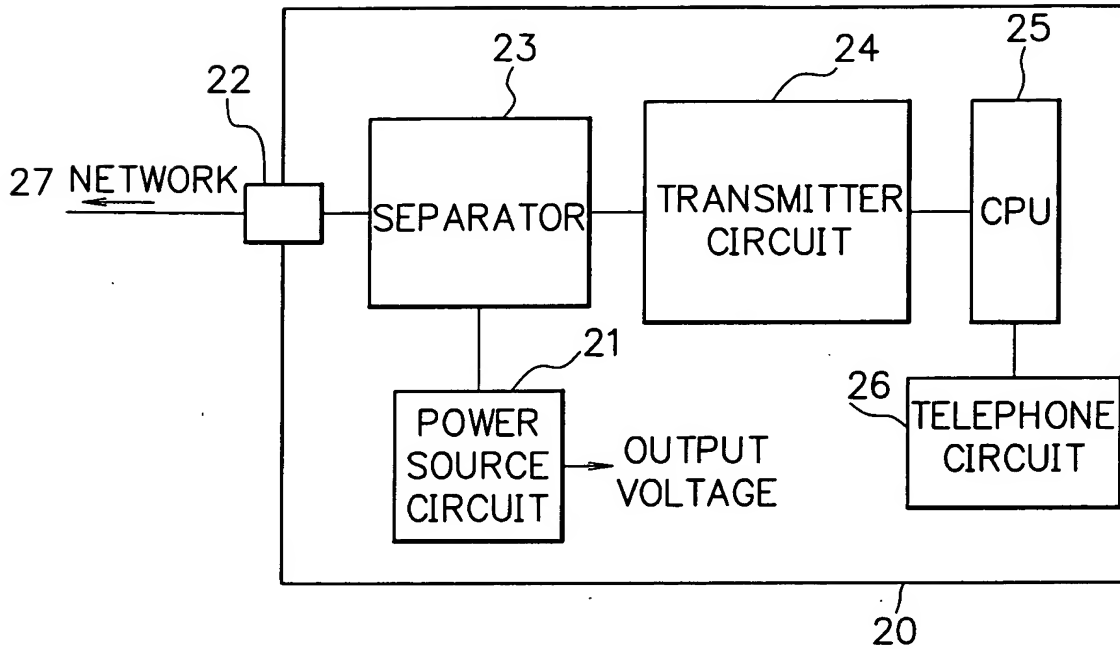 25
23
24
22
27 NETWORK
SEPARATOR
TRANSMITTER
CIRCUIT
CPU
21
26
POWER
SOURCE
CIRCUIT
OUTPUT
VOLTAGE
TELEPHONE
CIRCUIT
20